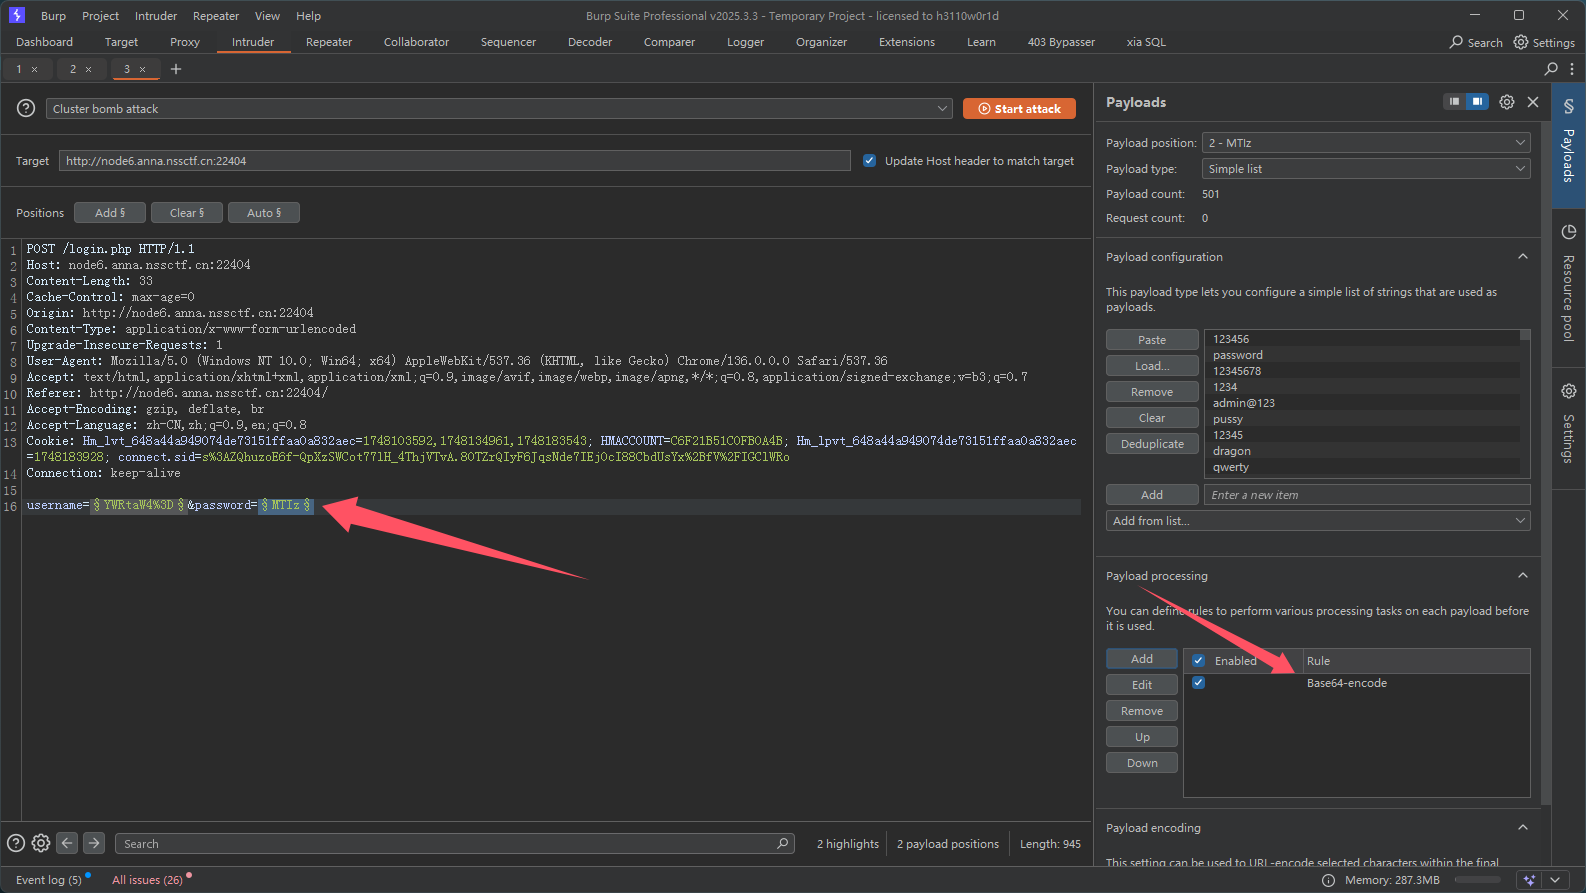 Burp Project Intruder Repeater View Help
Burp Suite Professional v2025.3.3 - Temporary Project - licensed to h3110w0r1d
Dashboard Target Proxy Intruder Repeater Collaborator Sequencer Decoder Comparer Logger Organizer Extensions Learn 403 Bypasser xia SQL
Search Settings
1 × 2 × 3 × +
Cluster bomb attack
Start attack
Target http://node6.anna.nssctf.cn:22404
Update Host header to match target
Positions Add § Clear § Auto §
1 POST /login.php HTTP/1.1
2 Host: node6.anna.nssctf.cn:22404
3 Content-Length: 33
4 Cache-Control: max-age=0
5 Origin: http://node6.anna.nssctf.cn:22404
6 Content-Type: application/x-www-form-urlencoded
7 Upgrade-Insecure-Requests: 1
8 User-Agent: Mozilla/5.0 (Windows NT 10.0; Win64; x64) AppleWebKit/537.36 (KHTML, like Gecko) Chrome/136.0.0.0 Safari/537.36
9 Accept: text/html,application/xhtml+xml,application/xml;q=0.9,image/avif,image/webp,image/apng,*/*;q=0.8,application/signed-exchange;v=b3;q=0.7
10 Referer: http://node6.anna.nssctf.cn:22404/
11 Accept-Encoding: gzip, deflate, br
12 Accept-Language: zh-CN,zh;q=0.9,en;q=0.8
13 Cookie: Hm_lvt_648a44a949074de73151ffaa0a832aec=1748103592,1748134961,1748183543; HMACCOUNT=C6F21B51C0FB0A4B; Hm_lpvt_648a44a949074de73151ffaa0a832aec
=1748183928; connect.sid=s%3AZQhuzoE6f-QpXzSWCot77lH_4ThjVTvA.8OTZrQIyF6JqsNde7IEj0cI88CbdUsYx%2BfV%2FIGClWRo
14 Connection: keep-alive
15
16 username=§YWRtaW4%3D§&password=§MTIz§
Search
2 highlights 2 payload positions Length: 945
Event log (5) All issues (26)
Memory: 287.3MB
Payloads
Payload position: 2 - MTIz
Payload type: Simple list
Payload count: 501
Request count: 0
Payload configuration
This payload type lets you configure a simple list of strings that are used as
payloads.
Paste
Load...
Remove
Clear
Deduplicate
123456
password
12345678
1234
admin@123
pussy
12345
dragon
qwerty
Add Enter a new item
Add from list...
Payload processing
You can define rules to perform various processing tasks on each payload before
it is used.
Add
Edit
Remove
Up
Down
Enabled Rule
Base64-encode
Payload encoding
This setting can be used to URL-encode selected characters within the final
Payloads
Resource pool
Settings